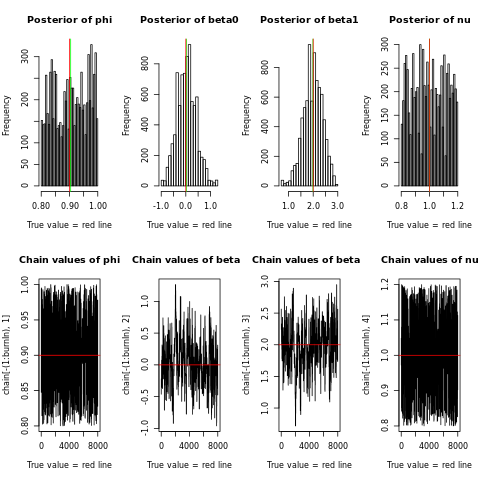 Posterior of phi
Posterior of beta0
Posterior of beta1
Posterior of nu
Frequency
0 50 100 200 300
0.80 0.90 1.00
True value = red line
Frequency
0 200 400 600 800
-1.0 0.0 1.0
True value = red line
Frequency
0 200 400 600 800
1.0 2.0 3.0
True value = red line
Frequency
0 50 100 150 200 250 300
0.8 1.0 1.2
True value = red line
Chain values of phi
Chain values of beta
Chain values of beta
Chain values of nu
chain[-(1:burnIn), 1]
0.80 0.85 0.90 0.95 1.00
0 4000 8000
True value = red line
chain[-(1:burnIn), 2]
-1.0 -0.5 0.0 0.5 1.0
0 4000 8000
True value = red line
chain[-(1:burnIn), 3]
1.0 1.5 2.0 2.5 3.0
0 4000 8000
True value = red line
chain[-(1:burnIn), 4]
0.8 0.9 1.0 1.1 1.2
0 4000 8000
True value = red line